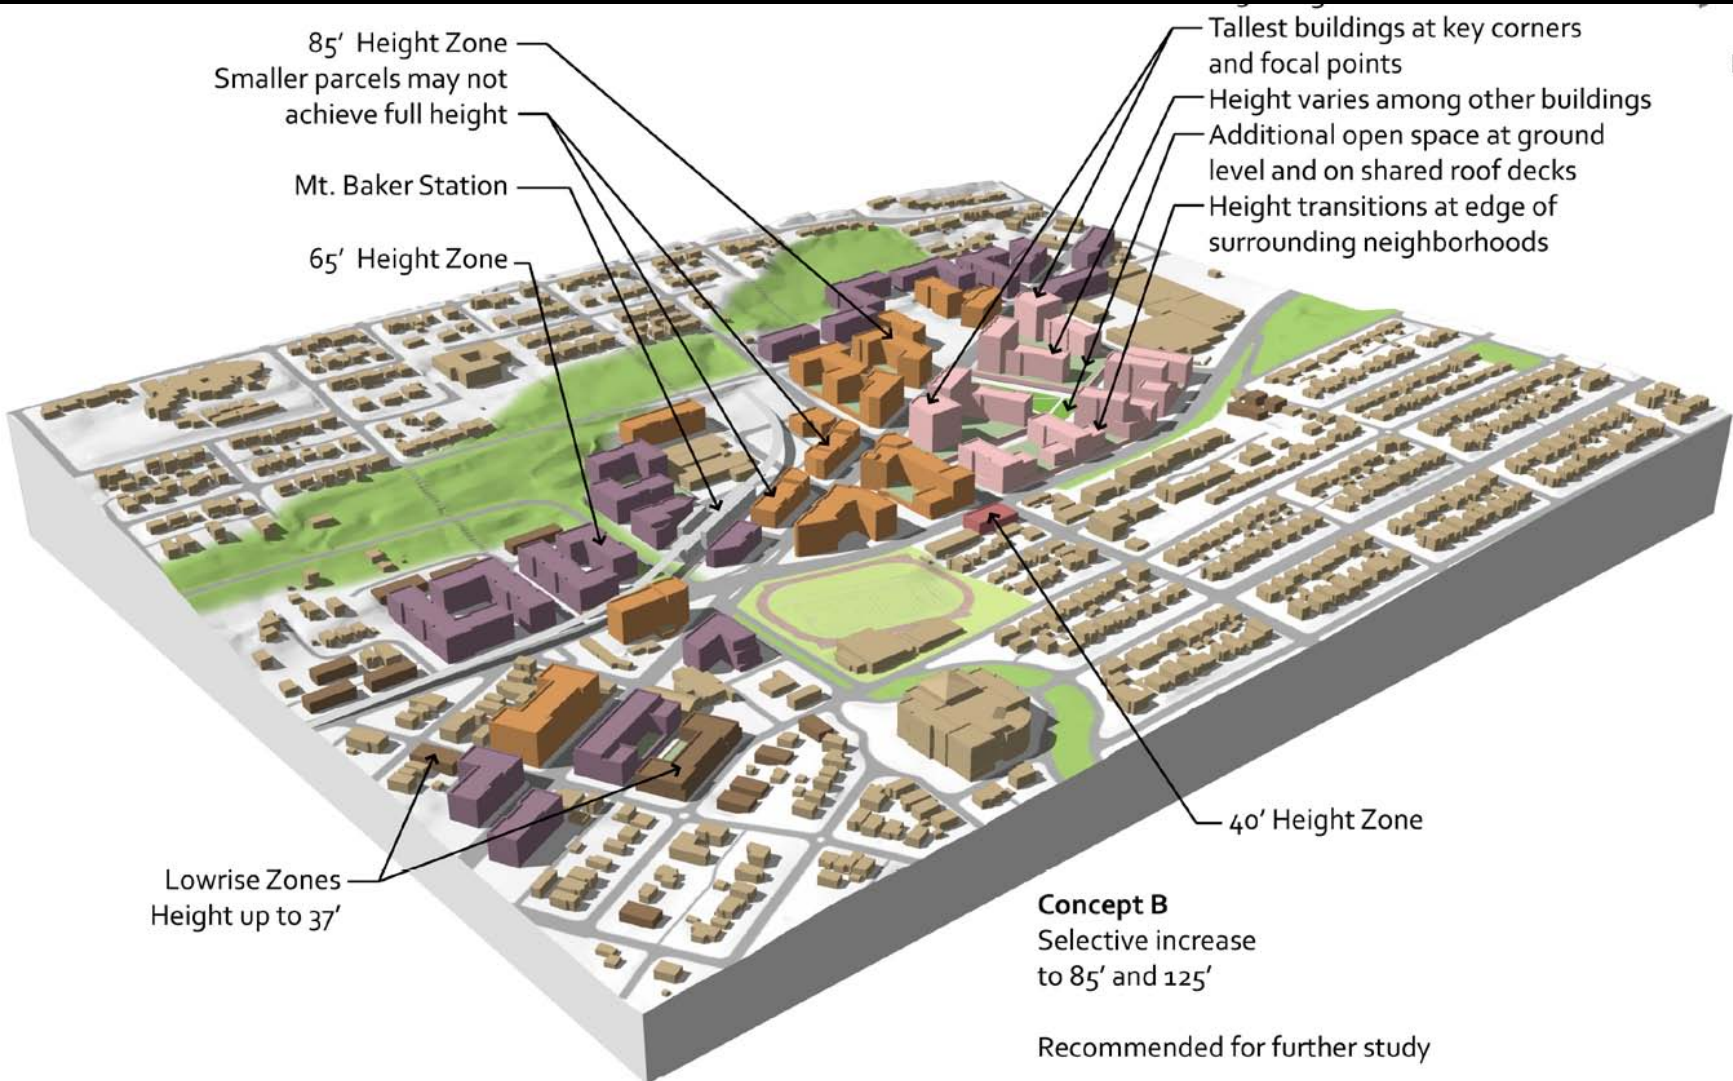 85’ Height Zone
Smaller parcels may not
achieve full height
Mt. Baker Station
65’ Height Zone
Tallest buildings at key corners
and focal points
Height varies among other buildings
Additional open space at ground
level and on shared roof decks
Height transitions at edge of
surrounding neighborhoods
40’ Height Zone
Lowrise Zones
Height up to 37’
Concept B
Selective increase
to 85’ and 125’
Recommended for further study